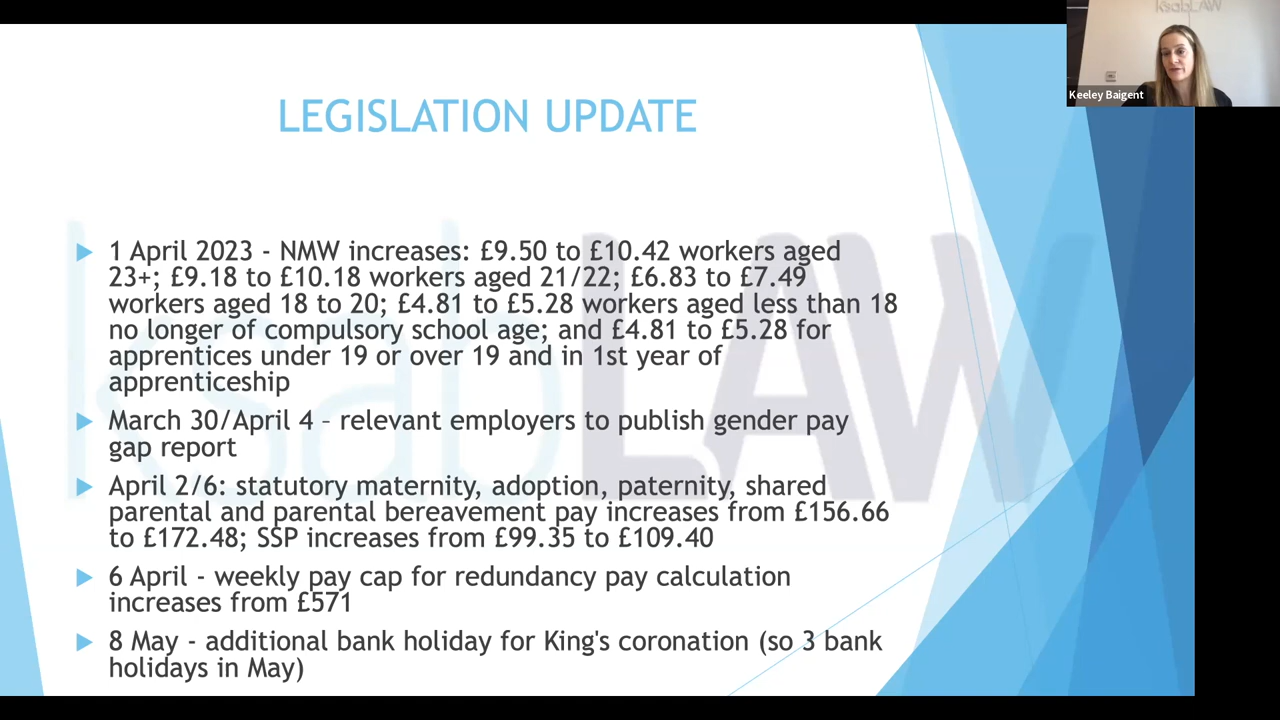 ksabLAW
Keeley Baigent
LEGISLATION UPDATE
1 April 2023 - NMW increases: £9.50 to £10.42 workers aged
23+; £9.18 to £10.18 workers aged 21/22; £6.83 to £7.49
workers aged 18 to 20; £4.81 to £5.28 workers aged less than 18
no longer of compulsory school age; and £4.81 to £5.28 for
apprentices under 19 or over 19 and in 1st year of
apprenticeship
March 30/April 4 – relevant employers to publish gender pay
gap report
April 2/6: statutory maternity, adoption, paternity, shared
parental and parental bereavement pay increases from £156.66
to £172.48; SSP increases from £99.35 to £109.40
6 April - weekly pay cap for redundancy pay calculation
increases from £571
8 May - additional bank holiday for King's coronation (so 3 bank
holidays in May)
ksabLAW